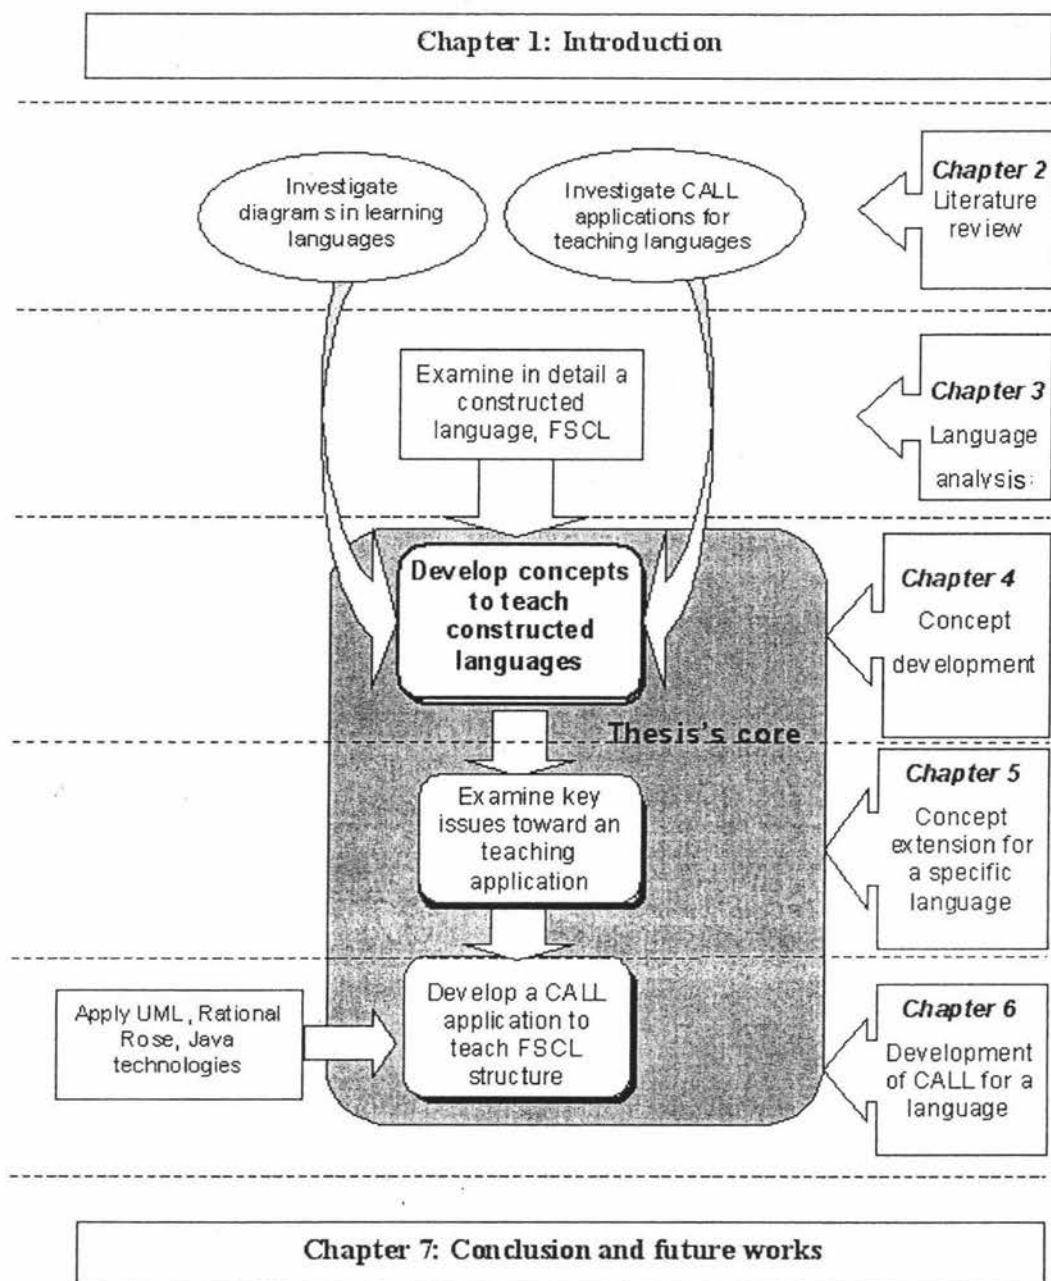 Chapter 1: Introduction
Investigate
diagrams in learning
languages
Investigate CALL
applications for
teaching languages
Chapter 2
Literature
review
Examine in detail a
constructed
language, FSCL
Chapter 3
Language
analysis:
Develop concepts
to teach
constructed
languages
Chapter 4
Concept
development
Thesis's core
Examine key
issues toward an
teaching
application
Chapter 5
Concept
extension for
a specific
language
Apply UML, Rational
Rose, Java
technologies
Develop a CALL
application to
teach FSCL
structure
Chapter 6
Development
of CALL for a
language
Chapter 7: Conclusion and future works